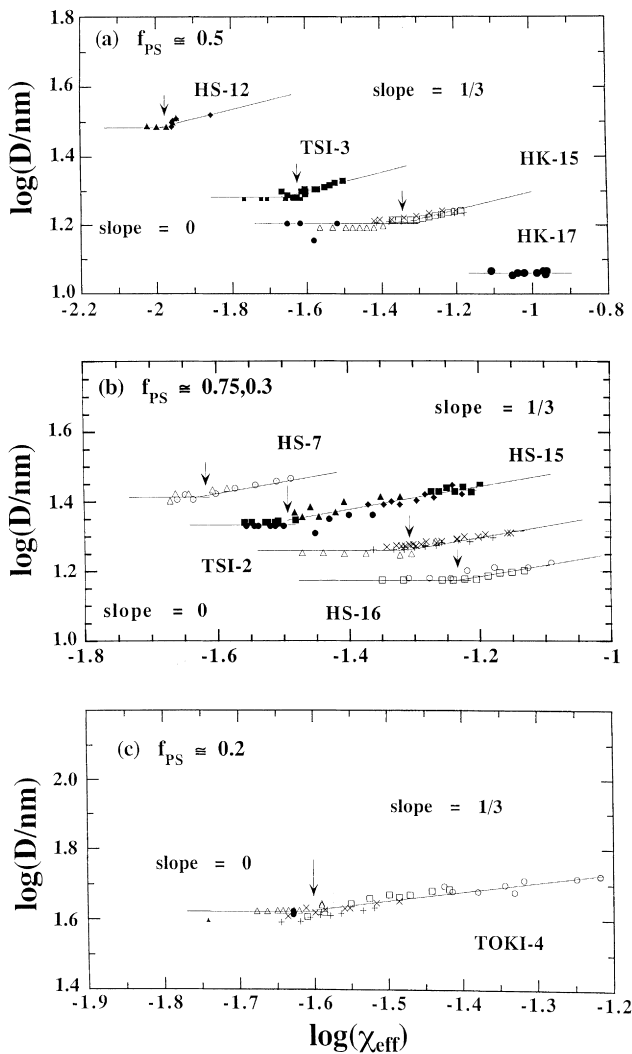 (a) f_PS ≅ 0.5
HS-12
slope = 1/3
TSI-3
HK-15
slope = 0
HK-17
log(D/nm)
1.8
1.6
1.4
1.2
1.0
-2.2 -2 -1.8 -1.6 -1.4 -1.2 -1 -0.8
(b) f_PS ≅ 0.75,0.3
slope = 1/3
HS-7
HS-15
TSI-2
slope = 0
HS-16
log(D/nm)
1.6
1.4
1.2
1.0
-1.8 -1.6 -1.4 -1.2 -1
(c) f_PS ≅ 0.2
slope = 1/3
slope = 0
TOKI-4
log(D/nm)
2.0
1.8
1.6
1.4
-1.9 -1.8 -1.7 -1.6 -1.5 -1.4 -1.3 -1.2
log(χ_eff)